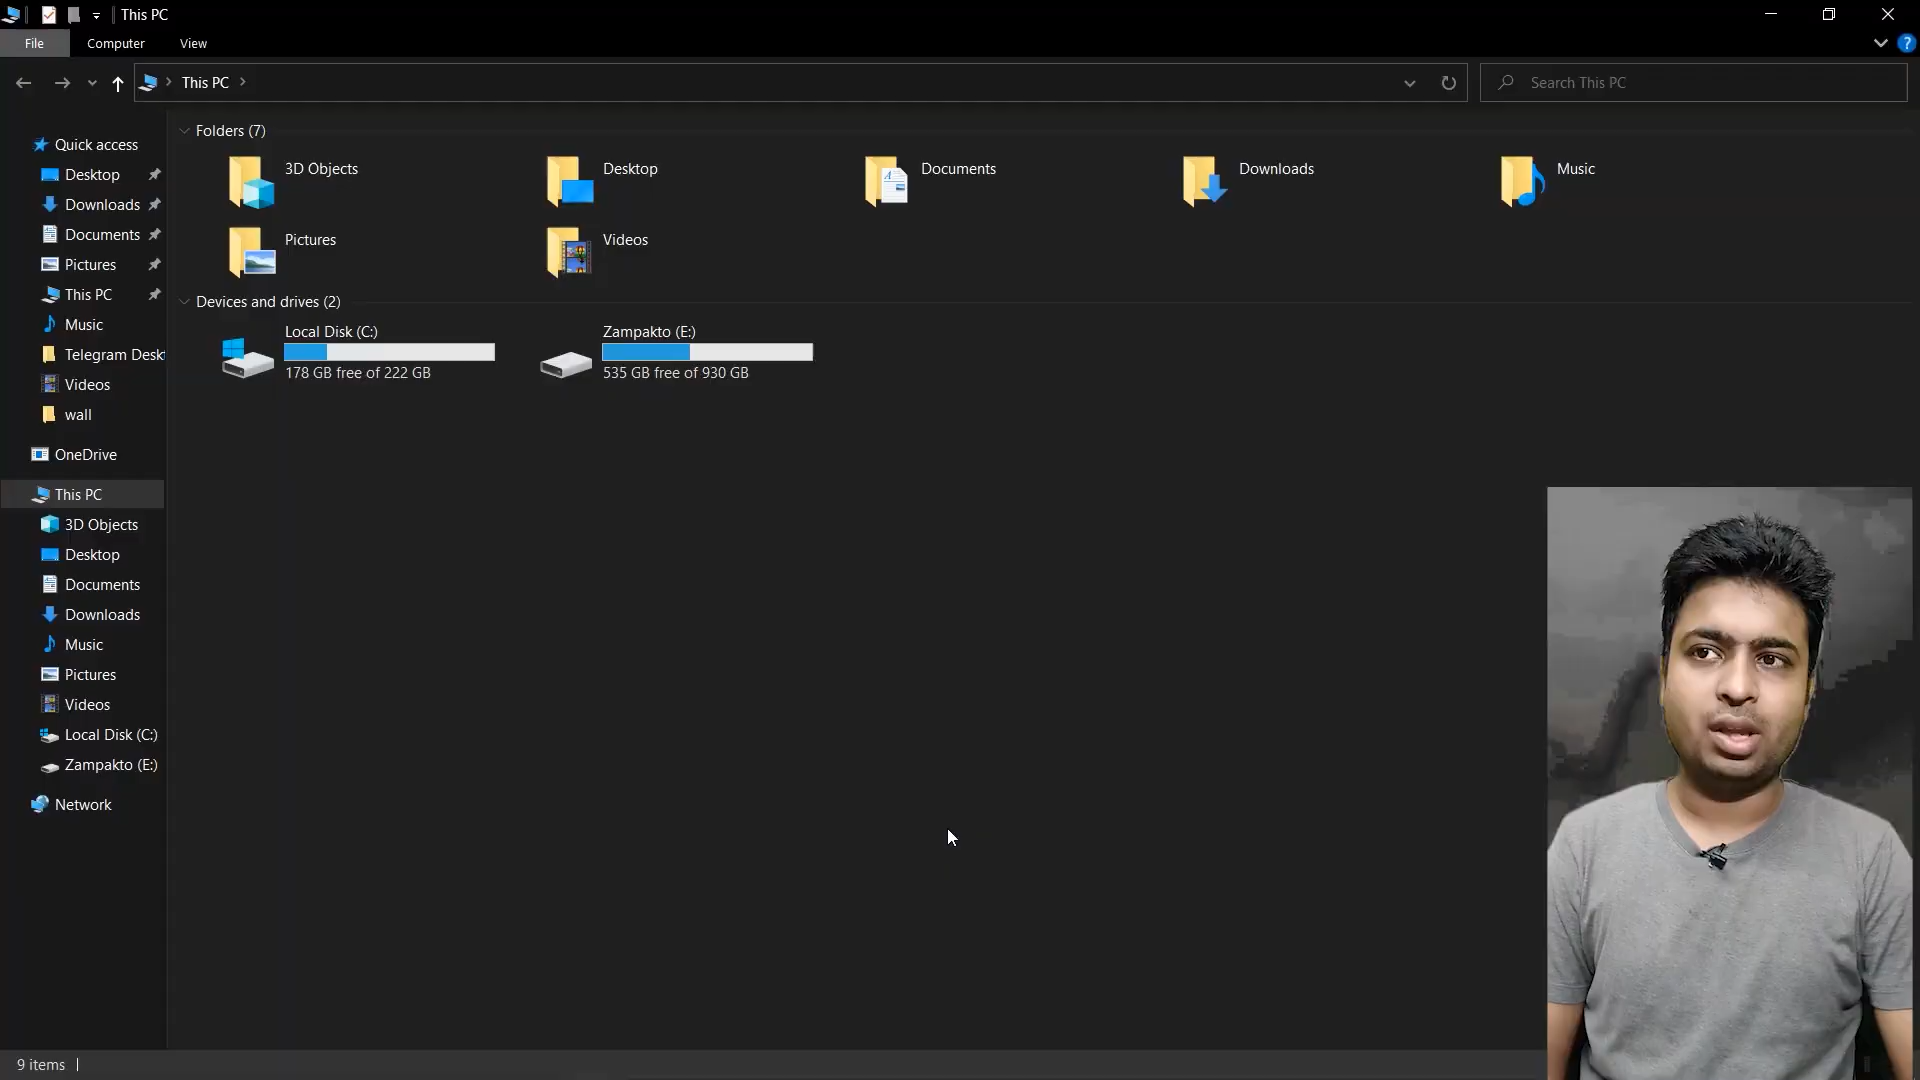 This PC
File
Computer
View
This PC
Search This PC
Quick access
Desktop
Downloads
Documents
Pictures
This PC
Music
Telegram Deskt
Videos
wall
OneDrive
This PC
3D Objects
Desktop
Documents
Downloads
Music
Pictures
Videos
Local Disk (C:)
Zampakto (E:)
Network
Folders (7)
3D Objects
Desktop
Documents
Downloads
Music
Pictures
Videos
Devices and drives (2)
Local Disk (C:)
178 GB free of 222 GB
Zampakto (E:)
535 GB free of 930 GB
9 items